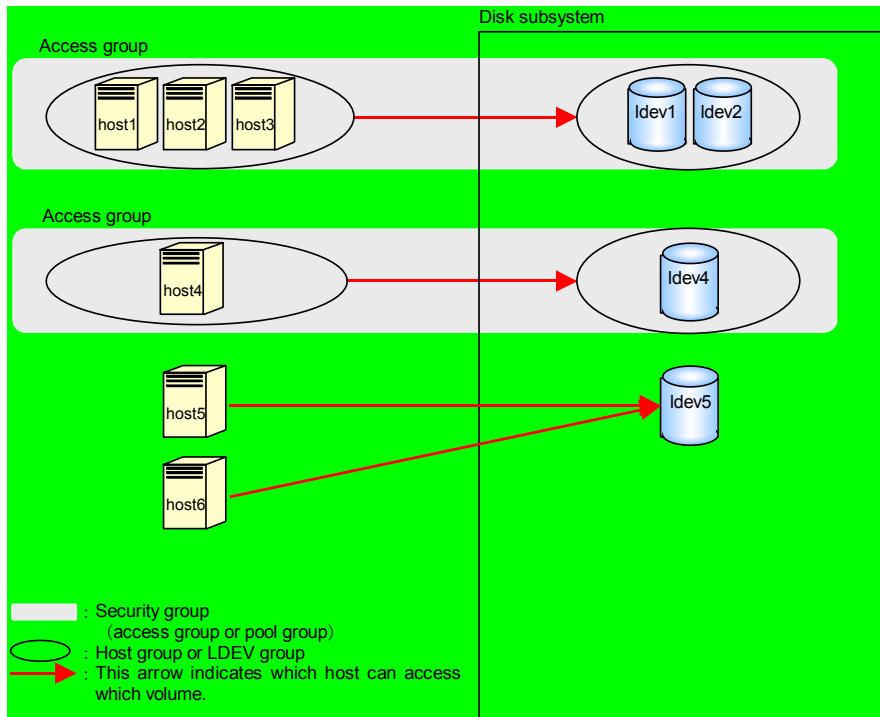 Disk subsystem
Access group
host1 host2 host3
ldev1 ldev2
Access group
host4
ldev4
host5
ldev5
host6
: Security group
(access group or pool group)
: Host group or LDEV group
: This arrow indicates which host can access
which volume.